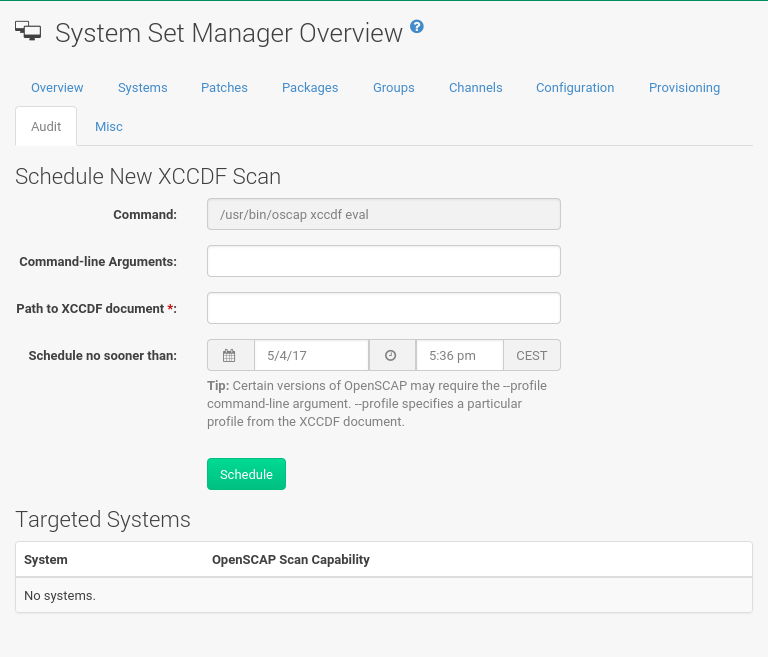 System Set Manager Overview ?
Overview Systems Patches Packages Groups Channels Configuration Provisioning
Audit Misc
Schedule New XCCDF Scan
Command: /usr/bin/oscap xccdf eval
Command-line Arguments:
Path to XCCDF document *:
Schedule no sooner than: 5/4/17 5:36 pm CEST
Tip: Certain versions of OpenSCAP may require the --profile
command-line argument. --profile specifies a particular
profile from the XCCDF document.
Schedule
Targeted Systems
System OpenSCAP Scan Capability
No systems.